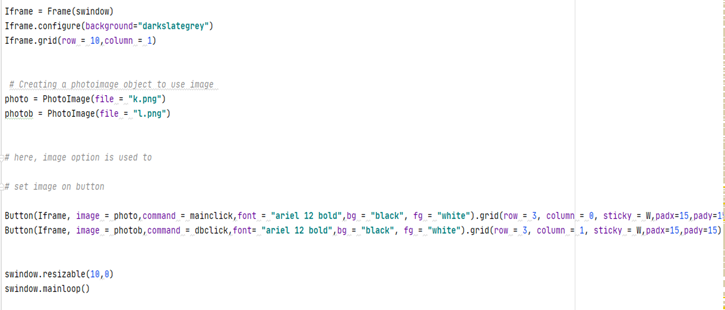 Iframe = Frame(swindow)
Iframe.configure(background="darkslategrey")
Iframe.grid(row = 10,column = 1)
# Creating a photoimage object to use image
photo = PhotoImage(file = "k.png")
photob = PhotoImage(file = "l.png")
# here, image option is used to
# set image on button
Button(Iframe, image = photo,command = mainclick,font = "ariel 12 bold",bg = "black", fg = "white").grid(row = 3, column = 0, sticky = W,padx=15,pady=15
Button(Iframe, image = photob,command = dbclick,font= "ariel 12 bold",bg = "black", fg = "white").grid(row = 3, column = 1, sticky = W,padx=15,pady=15)
swindow.resizable(10,0)
swindow.mainloop()